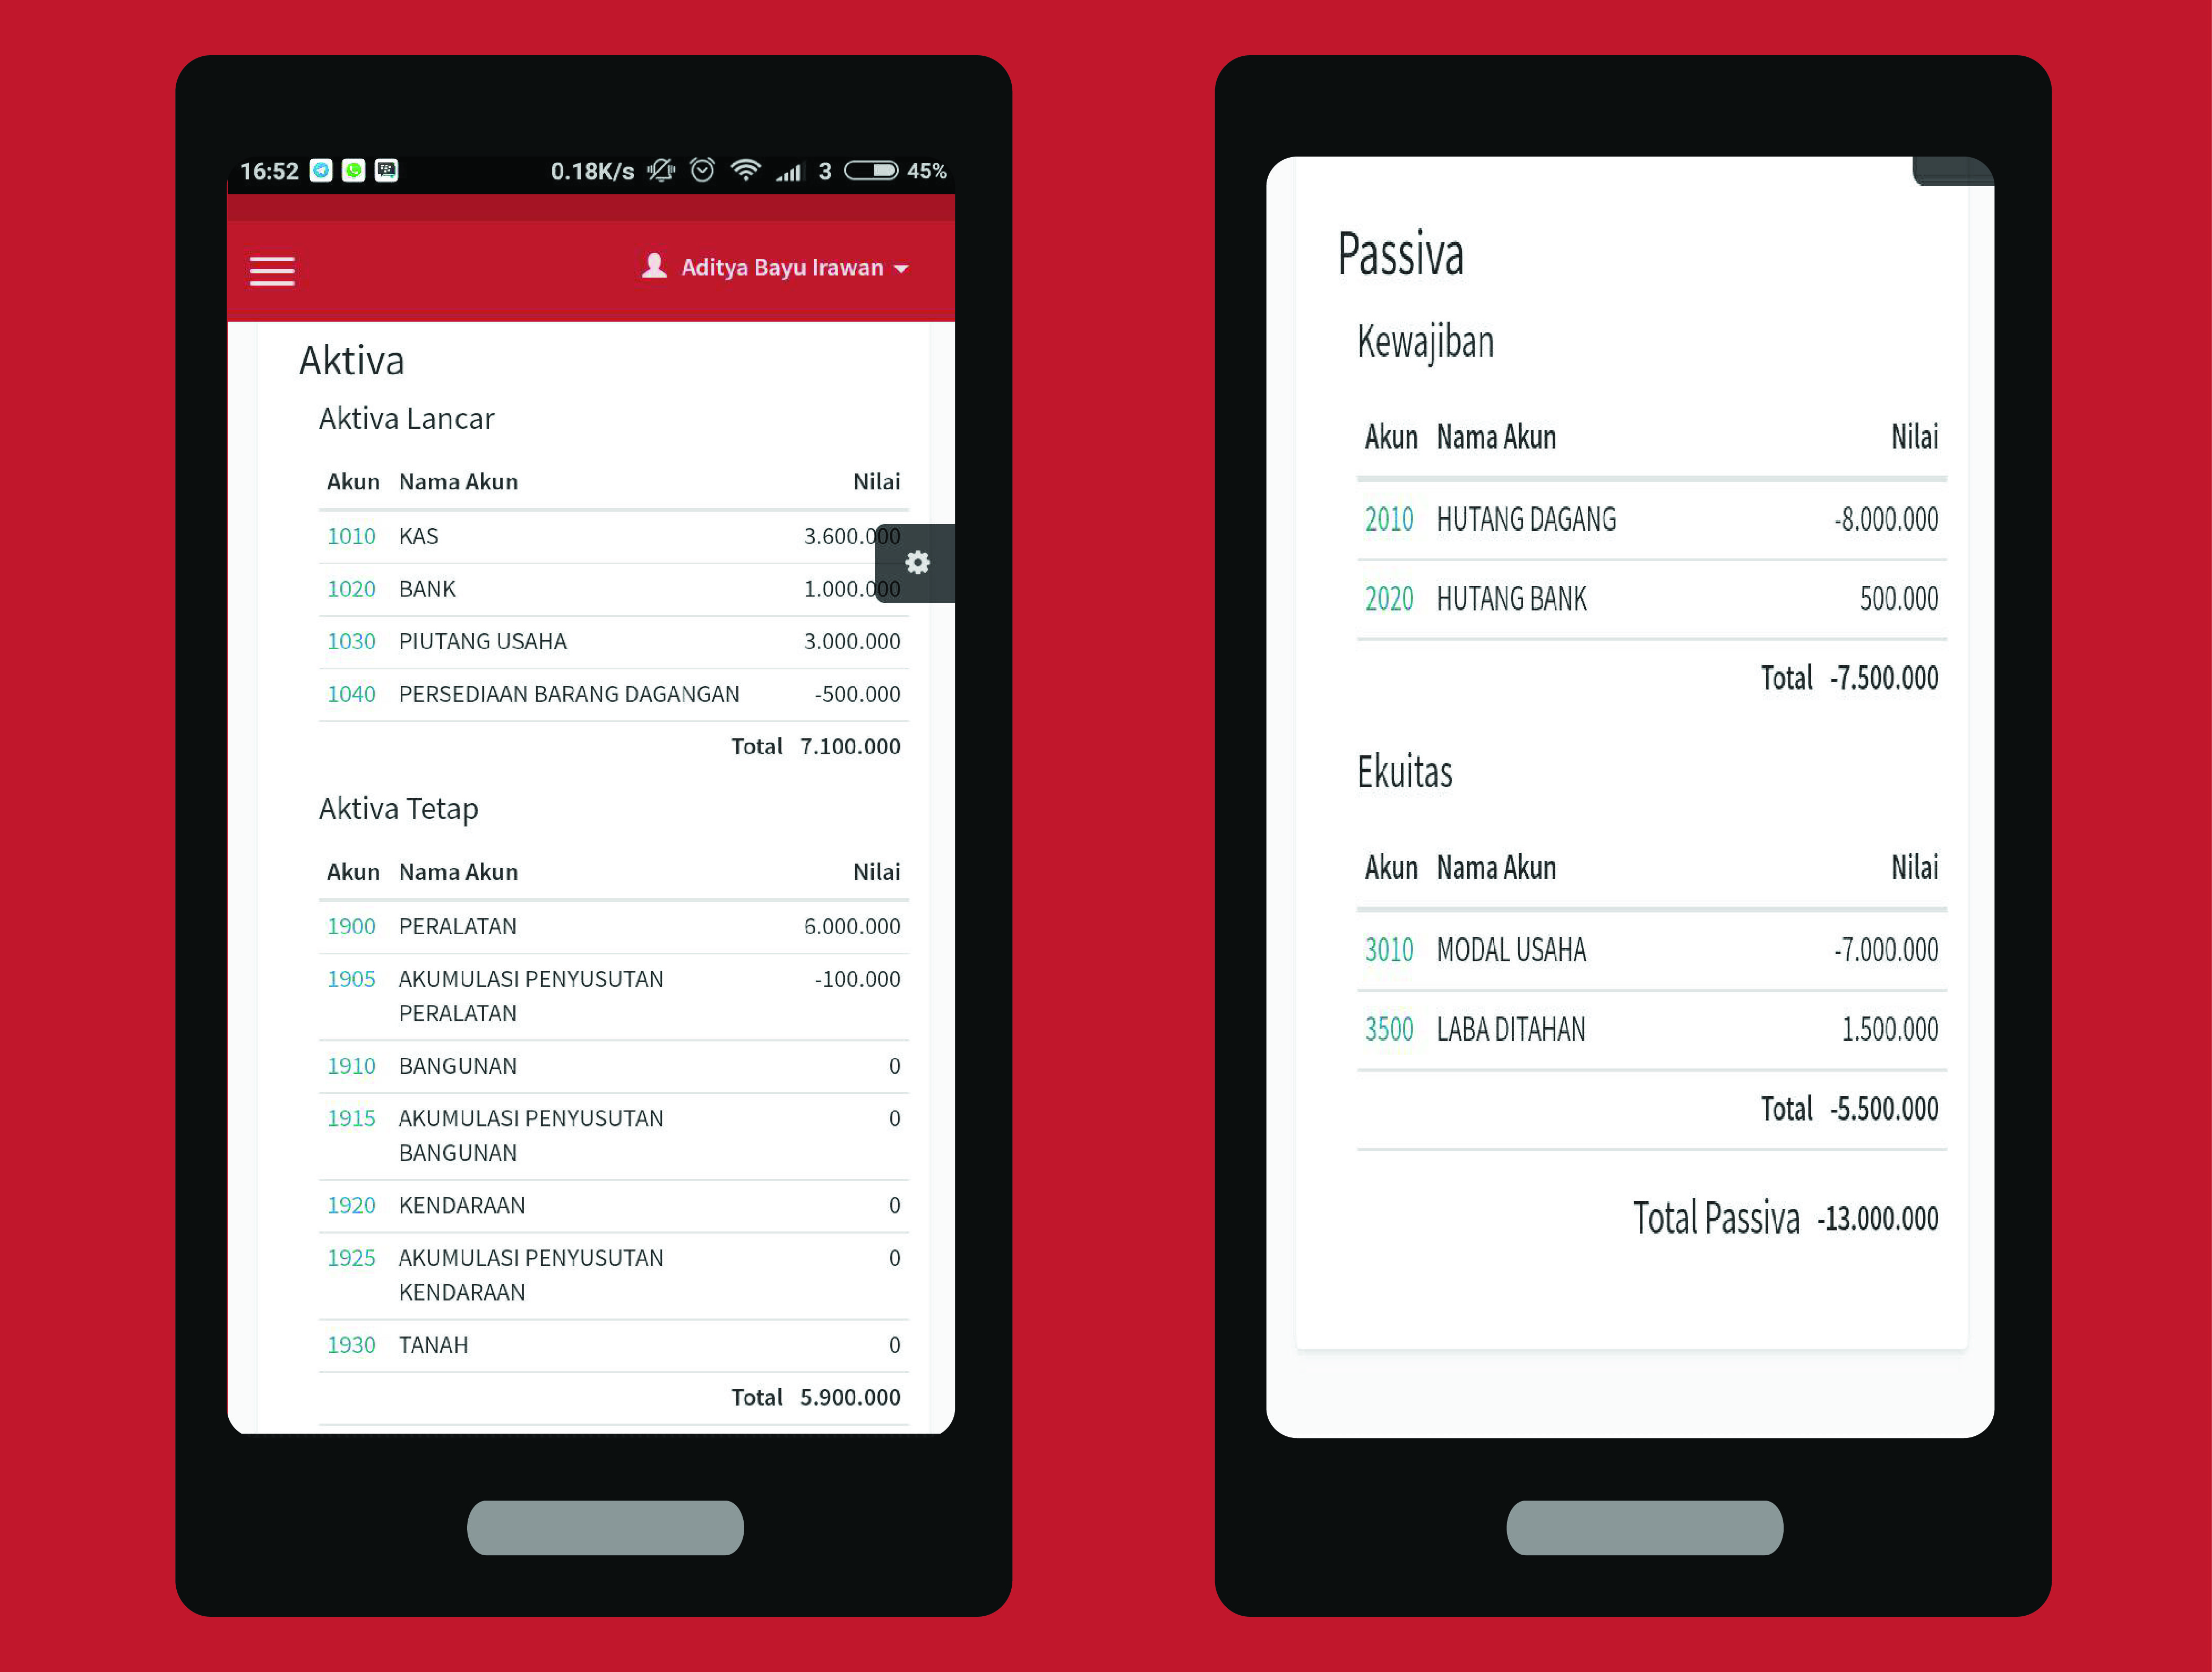 16:52 0.18K/s 3 45%
Aditya Bayu Irawan
Aktiva
Aktiva Lancar
Akun Nama Akun Nilai
1010 KAS 3.600.000
1020 BANK 1.000.000
1030 PIUTANG USAHA 3.000.000
1040 PERSEDIAAN BARANG DAGANGAN -500.000
Total 7.100.000
Aktiva Tetap
Akun Nama Akun Nilai
1900 PERALATAN 6.000.000
1905 AKUMULASI PENYUSUTAN -100.000
PERALATAN
1910 BANGUNAN 0
1915 AKUMULASI PENYUSUTAN 0
BANGUNAN
1920 KENDARAAN 0
1925 AKUMULASI PENYUSUTAN 0
KENDARAAN
1930 TANAH 0
Total 5.900.000
Passiva
Kewajiban
Akun Nama Akun Nilai
2010 HUTANG DAGANG -8.000.000
2020 HUTANG BANK 500.000
Total -7.500.000
Ekuitas
Akun Nama Akun Nilai
3010 MODAL USAHA -7.000.000
3500 LABA DITAHAN 1.500.000
Total -5.500.000
Total Passiva -13.000.000